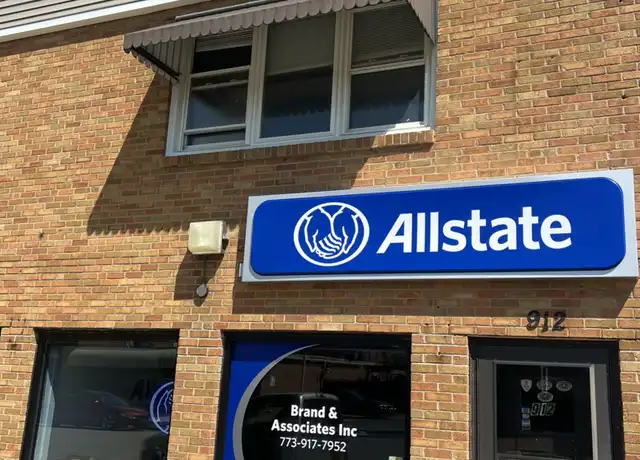 Allstate
912
Brand &
Associates Inc
773-917-7952
912